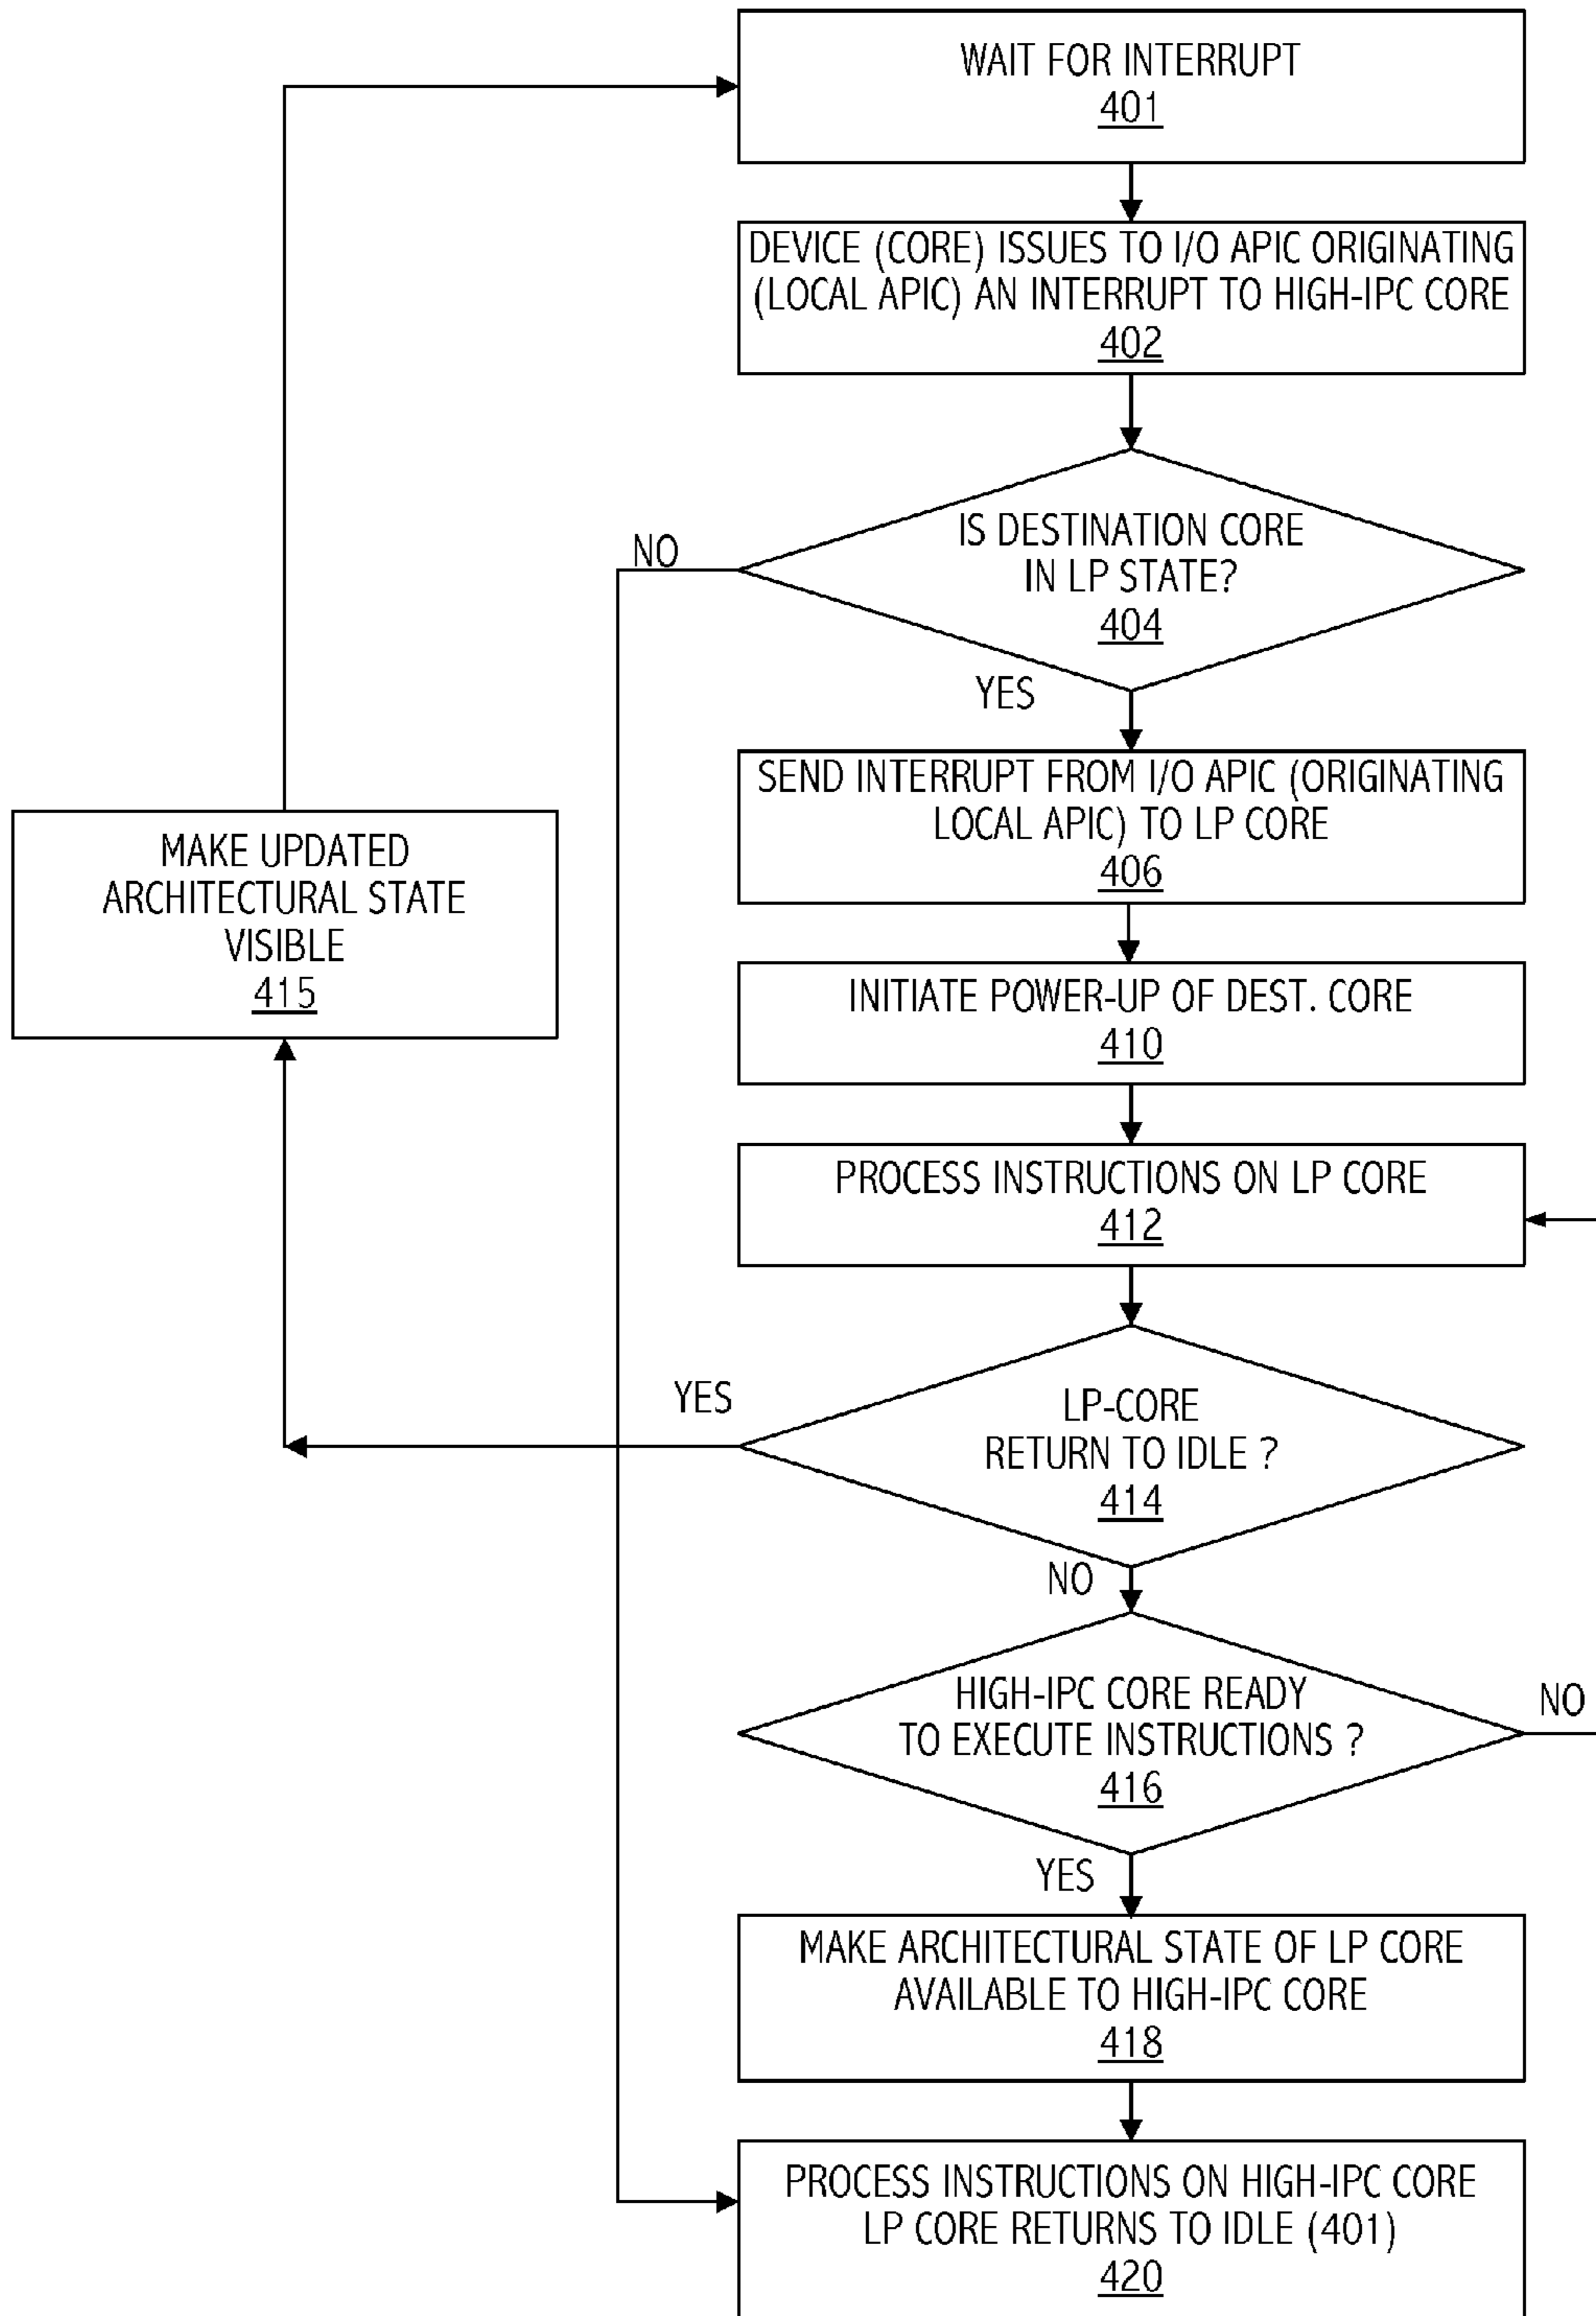 WAIT FOR INTERRUPT
401
DEVICE (CORE) ISSUES TO I/O APIC ORIGINATING
(LOCAL APIC) AN INTERRUPT TO HIGH-IPC CORE
402
IS DESTINATION CORE
IN LP STATE?
404
NO
YES
SEND INTERRUPT FROM I/O APIC (ORIGINATING
LOCAL APIC) TO LP CORE
406
MAKE UPDATED
ARCHITECTURAL STATE
VISIBLE
415
INITIATE POWER-UP OF DEST. CORE
410
PROCESS INSTRUCTIONS ON LP CORE
412
LP-CORE
RETURN TO IDLE ?
414
YES
NO
HIGH-IPC CORE READY
TO EXECUTE INSTRUCTIONS ?
416
NO
YES
MAKE ARCHITECTURAL STATE OF LP CORE
AVAILABLE TO HIGH-IPC CORE
418
PROCESS INSTRUCTIONS ON HIGH-IPC CORE
LP CORE RETURNS TO IDLE (401)
420